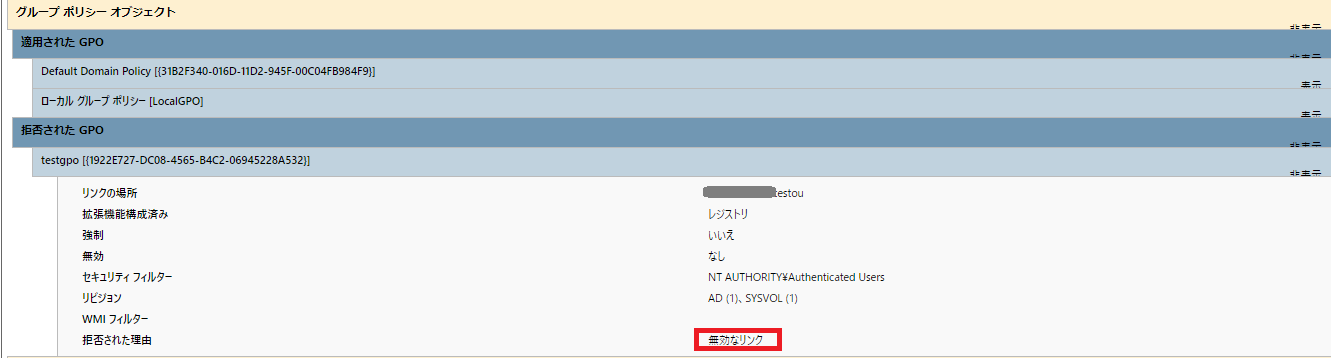 グループ ポリシー オブジェクト
非表示
適用された GPO
非表示
Default Domain Policy [{31B2F340-016D-11D2-945F-00C04FB984F9}]
表示
ローカル グループ ポリシー [LocalGPO]
表示
拒否された GPO
非表示
testgpo [{1922E727-DC08-4565-B4C2-06945228A532}]
非表示
リンクの場所 testou
拡張機能構成済み レジストリ
強制 いいえ
無効 なし
セキュリティ フィルター NT AUTHORITY¥Authenticated Users
リビジョン AD (1)、SYSVOL (1)
WMI フィルター
拒否された理由 無効なリンク